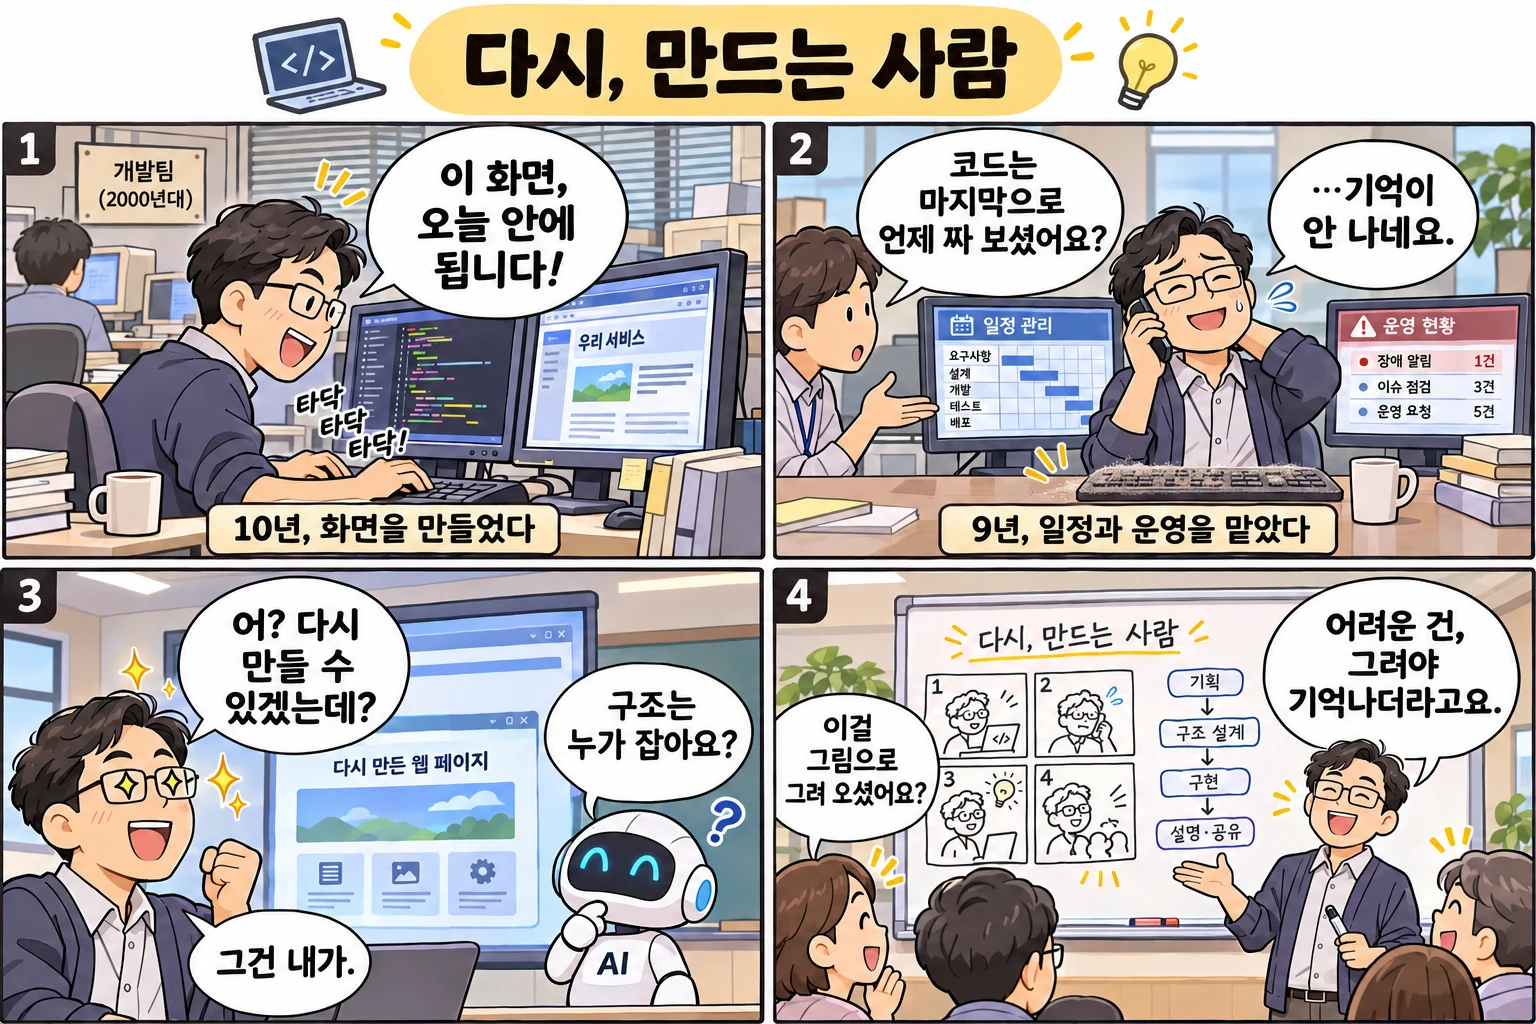 </>
다시, 만드는 사람
1
개발팀
(2000년대)
이 화면,
오늘 안에
됩니다!
우리 서비스
타닥
타닥
타닥!
10년, 화면을 만들었다
2
코드는
마지막으로
언제 짜 보셨어요?
…기억이
안 나네요.
일정 관리
요구사항
설계
개발
테스트
배포
운영 현황
장애 알림 1건
이슈 점검 3건
운영 요청 5건
9년, 일정과 운영을 맡았다
3
어? 다시
만들 수
있겠는데?
구조는
누가 잡아요?
다시 만든 웹 페이지
?
그건 내가.
AI
4
다시, 만드는 사람
어려운 건,
그려야
기억나더라고요.
이걸
그림으로
그려 오셨어요?
1
</>
2
3
4
기획
구조 설계
구현
설명·공유